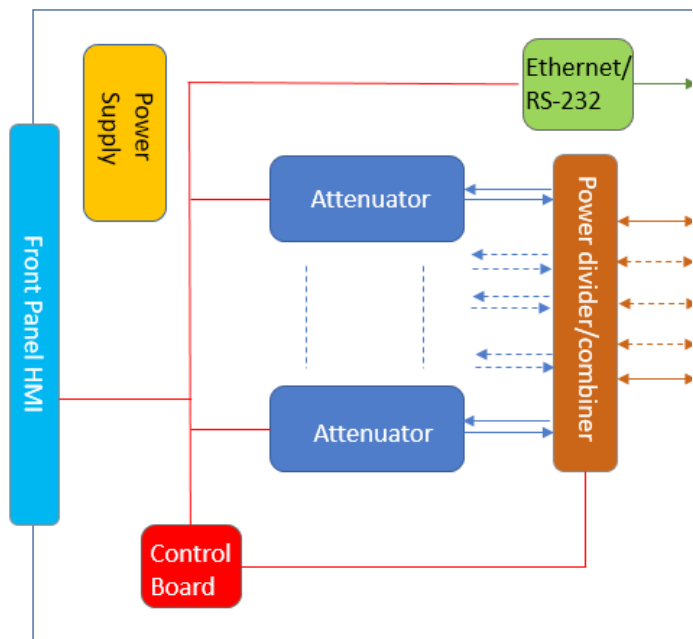 Ethernet/
RS-232
Power
Supply
Attenuator
Front Panel HMI
Power divider/combiner
Attenuator
Control
Board